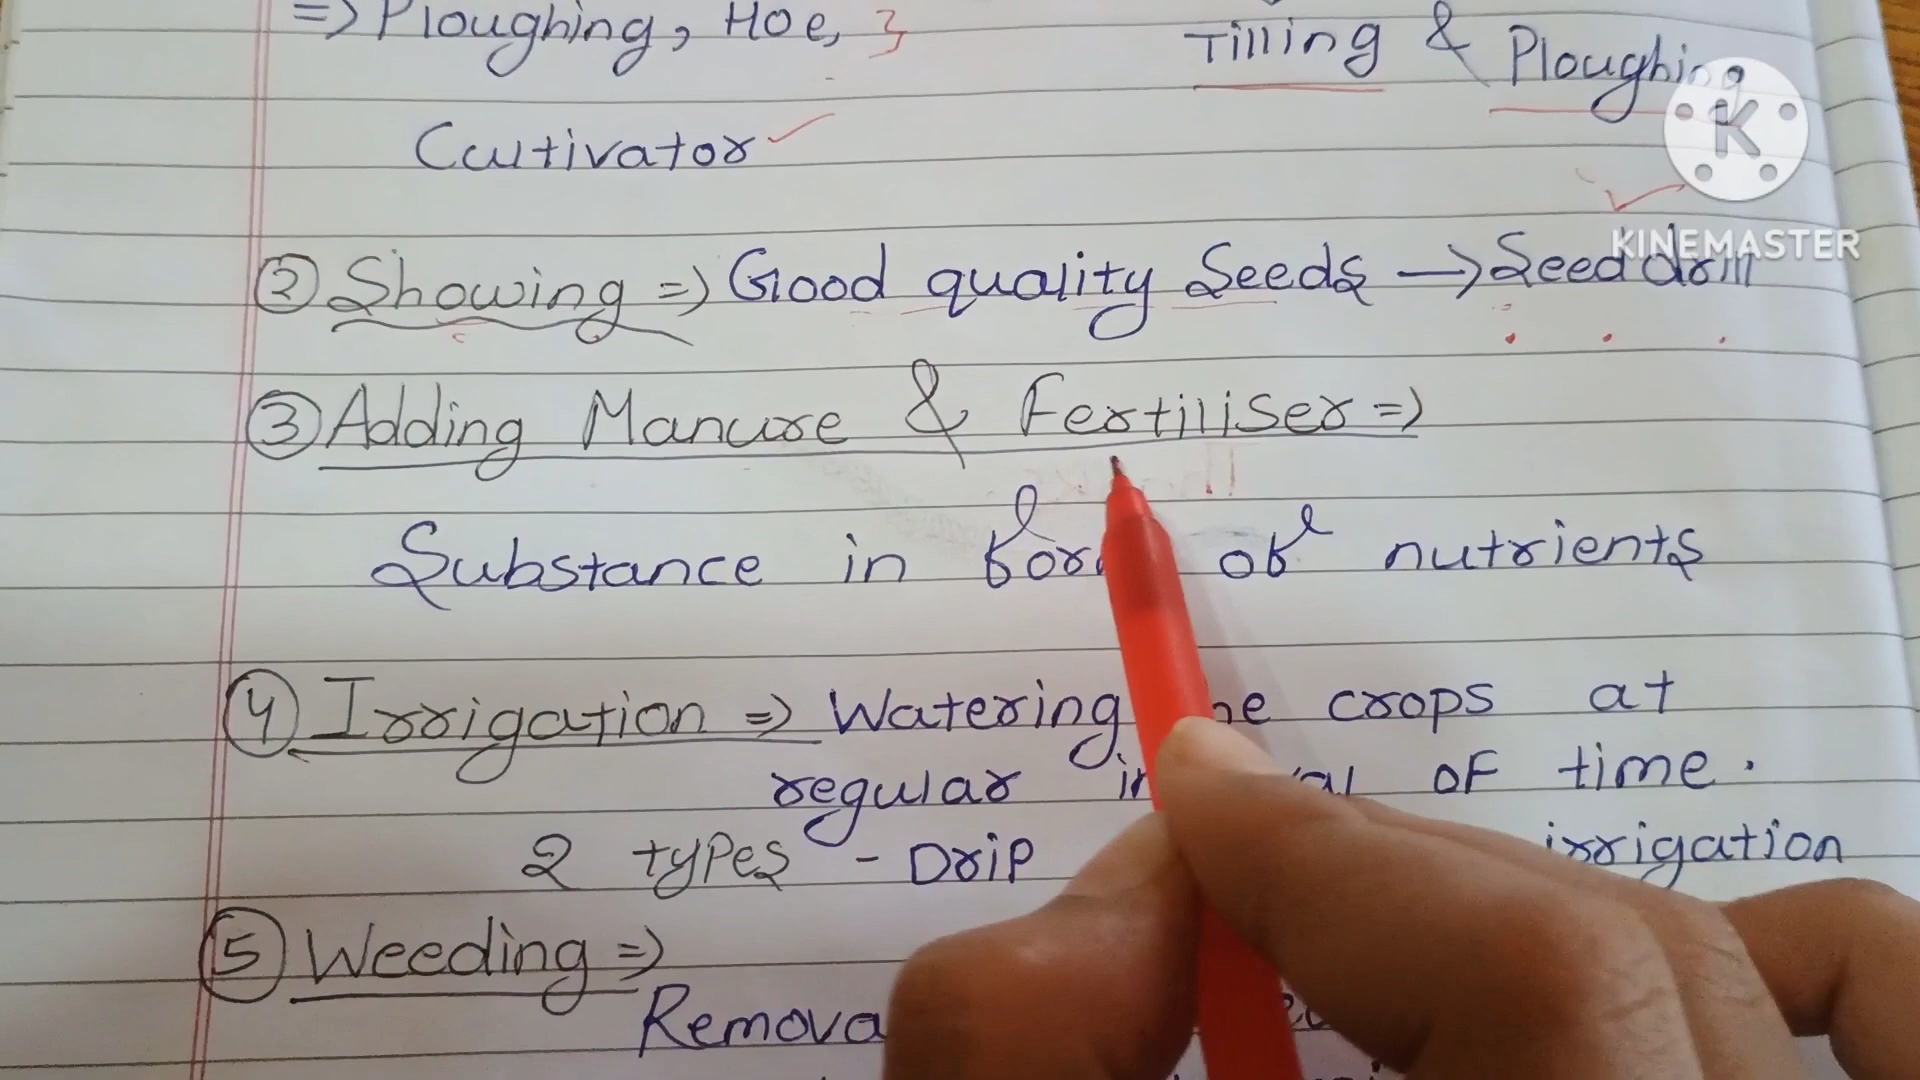 => Ploughing, Hoe, }
Tilling & Ploughing
Cultivator
KINEMASTER
② Showing => Good quality Seeds → Seed drill
③ Adding Manure & Fertiliser =>
Substance in of nutrients
④ Irrigation => Watering crops at
regular of time.
2 types - Drip irrigation
⑤ Weeding =>